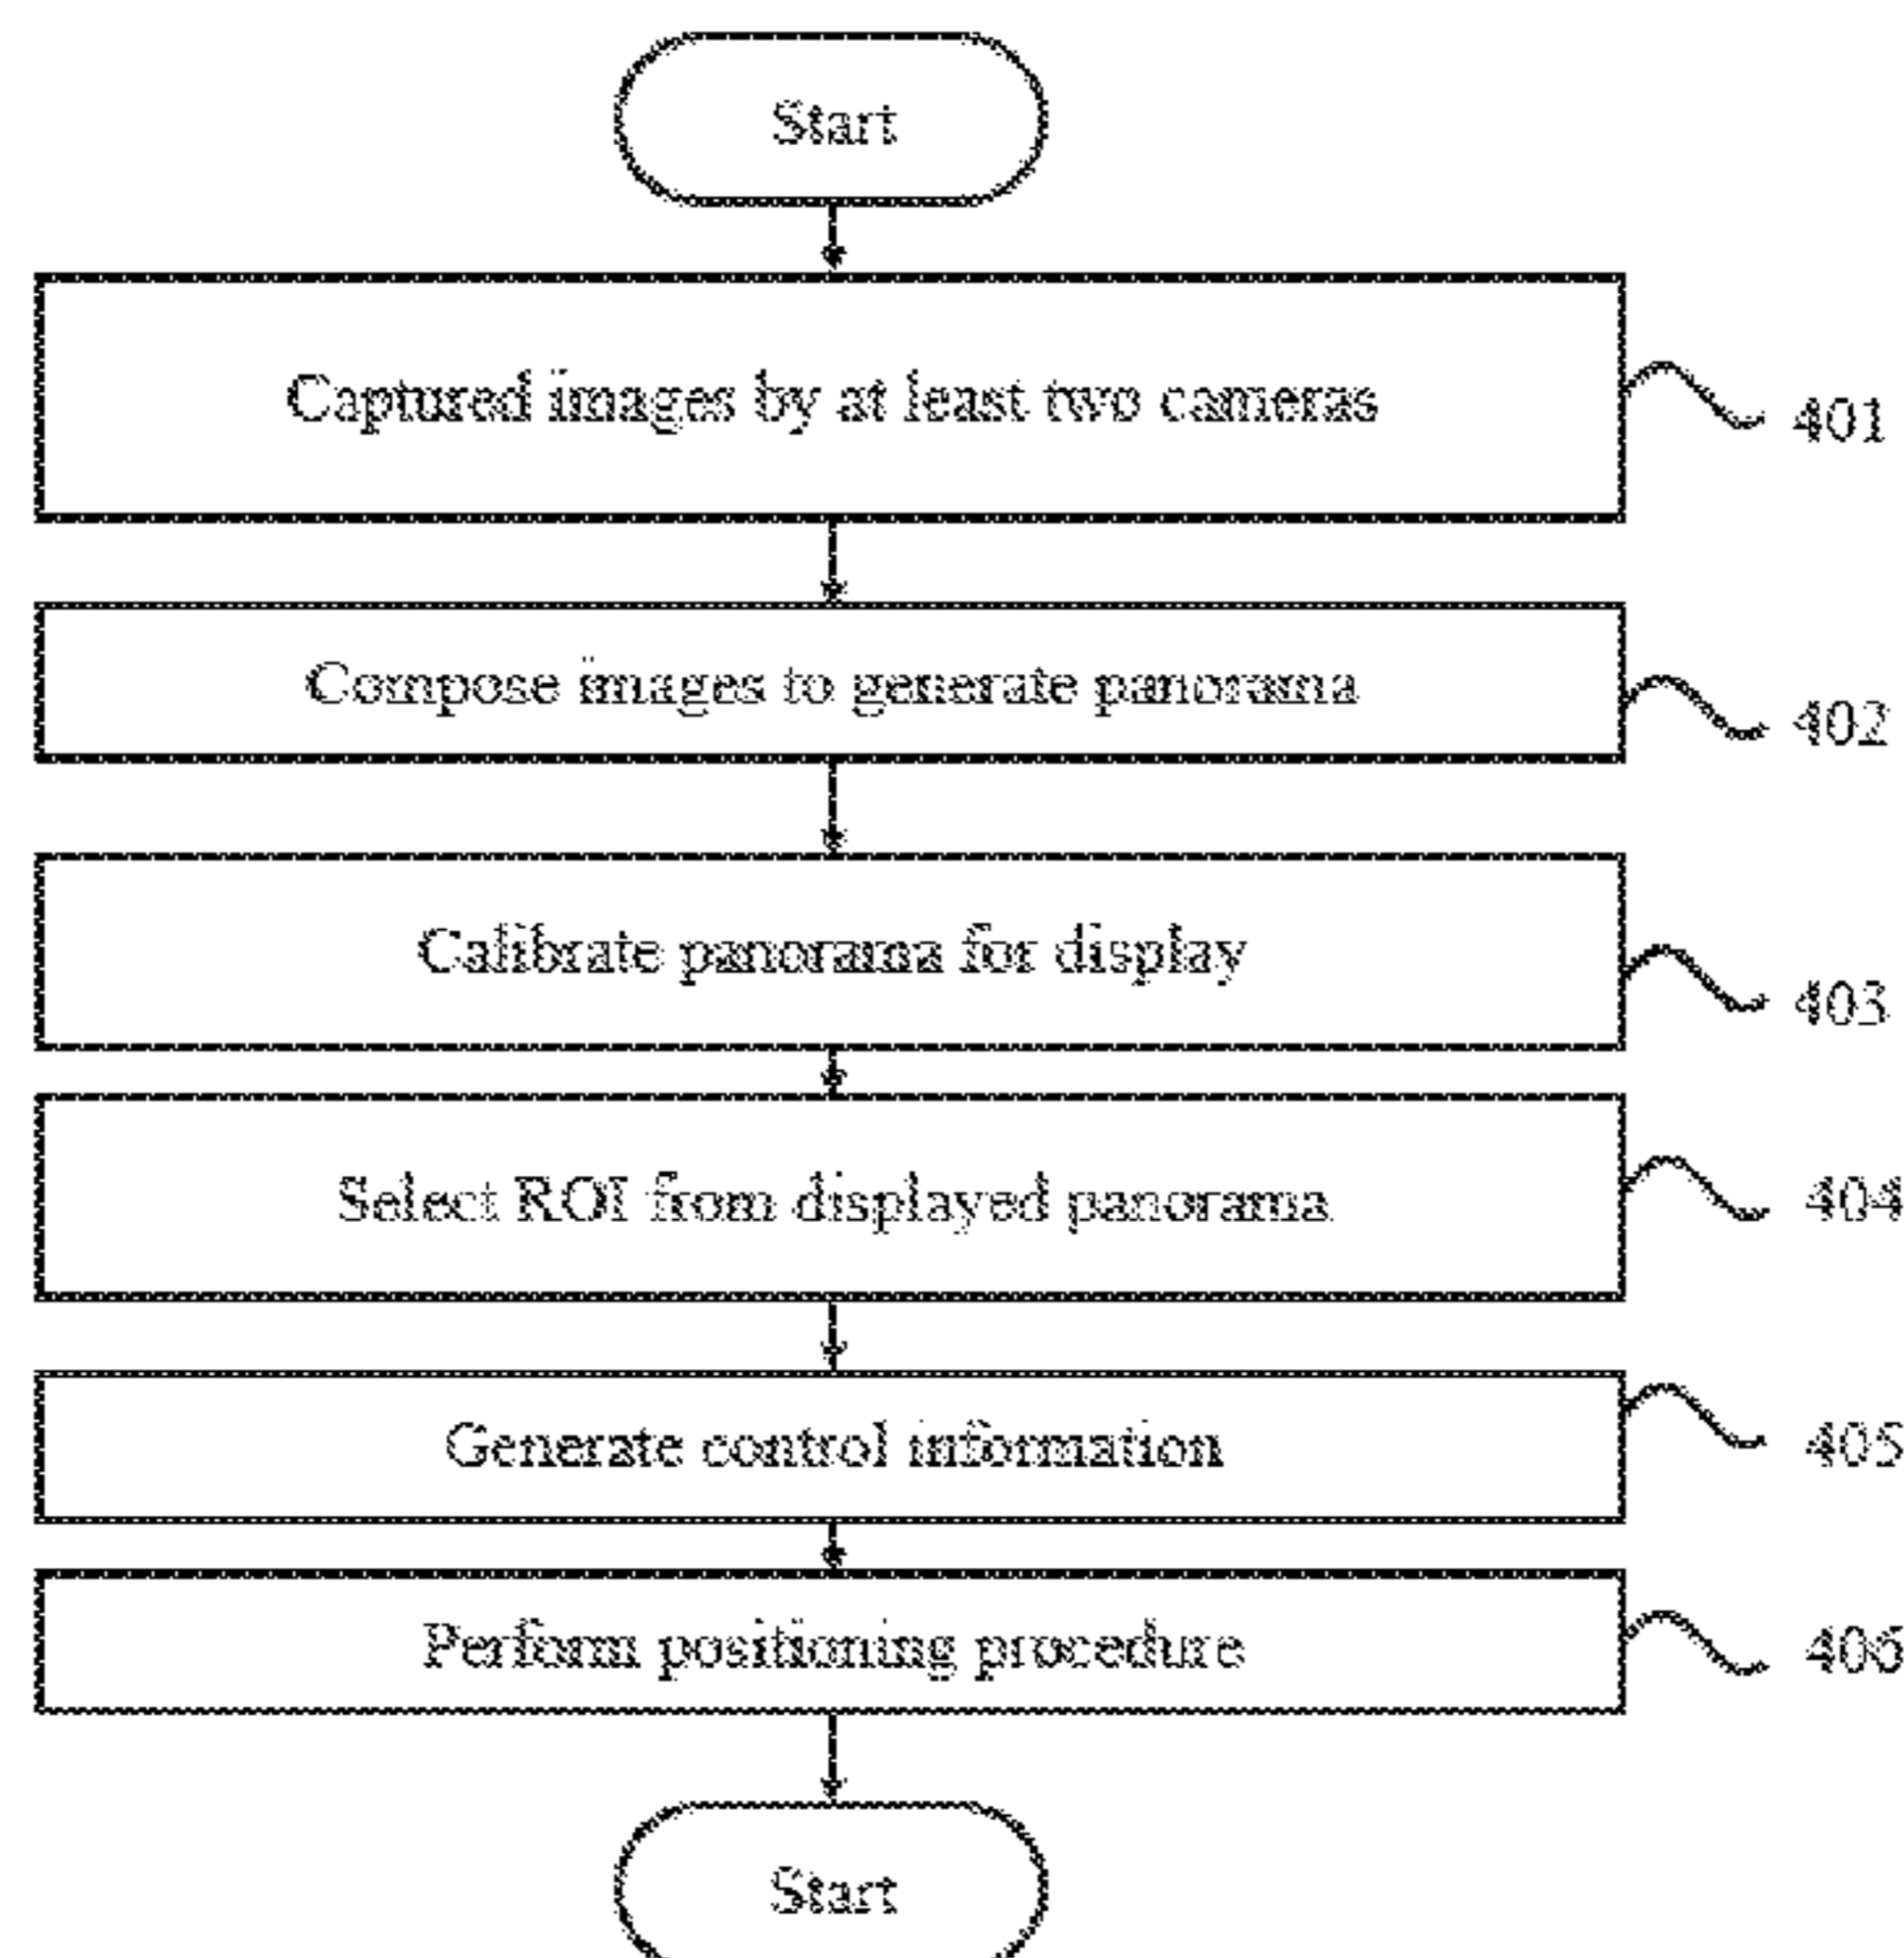 Start
Captured images by at least two cameras
401
Compose images to generate panorama
402
Calibrate panorama for display
403
Select ROI from displayed panorama
404
Generate control information
405
Perform positioning procedure
406
Start